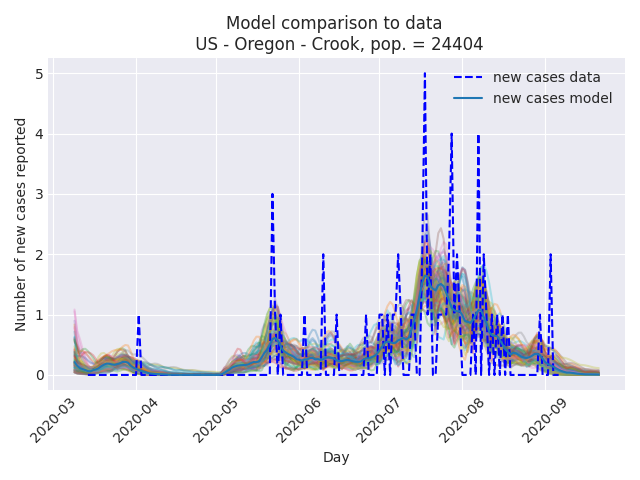 Model comparison to data
US - Oregon - Crook, pop. = 24404
new cases data
new cases model
Number of new cases reported
5
4
3
2
1
0
2020-03
2020-04
2020-05
2020-06
2020-07
2020-08
2020-09
Day